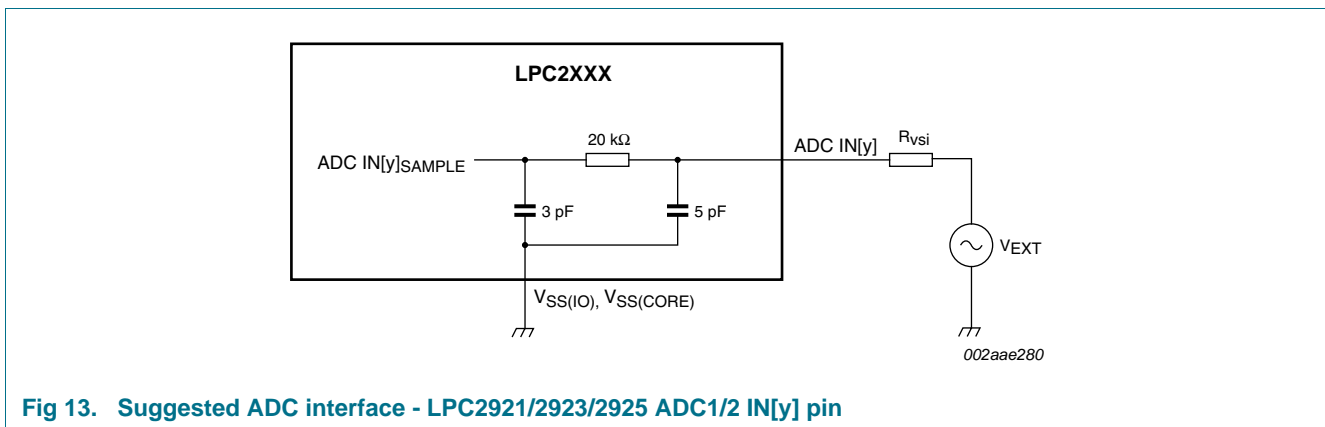 LPC2XXX
20 kΩ
ADC IN[y]
Rvsi
ADC IN[y]SAMPLE
3 pF
5 pF
VEXT
VSS(IO), VSS(CORE)
002aae280
Fig 13. Suggested ADC interface - LPC2921/2923/2925 ADC1/2 IN[y] pin